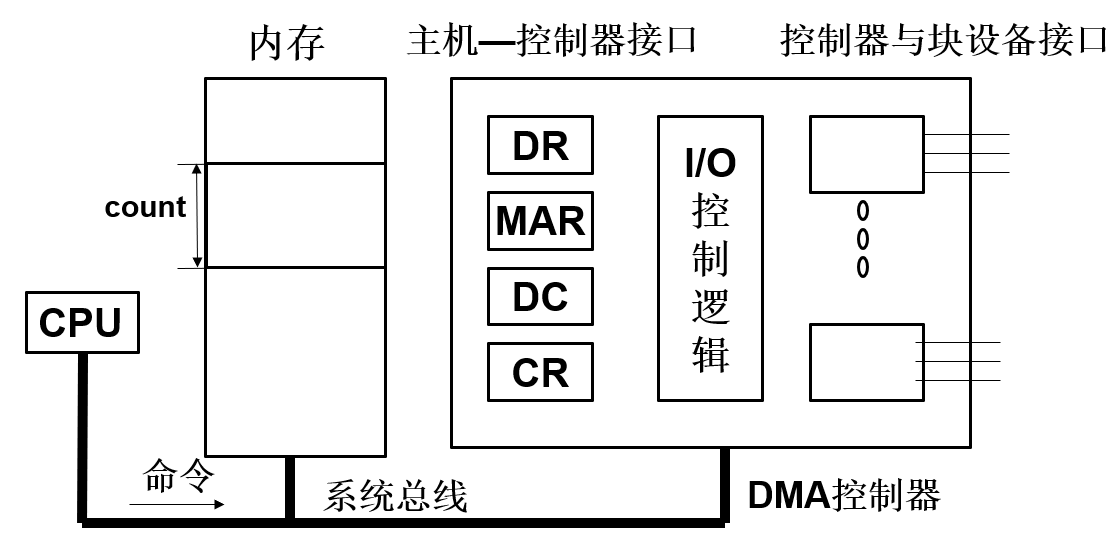 内存
主机—控制器接口
控制器与块设备接口
DR
MAR
DC
CR
I/O
控
制
逻
辑
count
CPU
命令
系统总线
DMA控制器